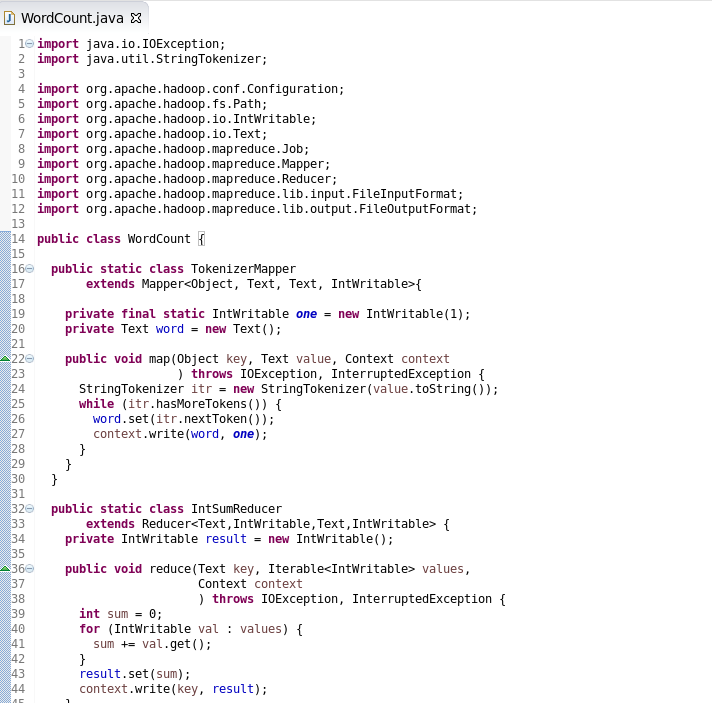 WordCount.java
1 import java.io.IOException;
2 import java.util.StringTokenizer;
3
4 import org.apache.hadoop.conf.Configuration;
5 import org.apache.hadoop.fs.Path;
6 import org.apache.hadoop.io.IntWritable;
7 import org.apache.hadoop.io.Text;
8 import org.apache.hadoop.mapreduce.Job;
9 import org.apache.hadoop.mapreduce.Mapper;
10 import org.apache.hadoop.mapreduce.Reducer;
11 import org.apache.hadoop.mapreduce.lib.input.FileInputFormat;
12 import org.apache.hadoop.mapreduce.lib.output.FileOutputFormat;
13
14 public class WordCount {
15
16   public static class TokenizerMapper
17        extends Mapper<Object, Text, Text, IntWritable>{
18
19     private final static IntWritable one = new IntWritable(1);
20     private Text word = new Text();
21
22     public void map(Object key, Text value, Context context
23                     ) throws IOException, InterruptedException {
24       StringTokenizer itr = new StringTokenizer(value.toString());
25       while (itr.hasMoreTokens()) {
26         word.set(itr.nextToken());
27         context.write(word, one);
28       }
29     }
30   }
31
32   public static class IntSumReducer
33        extends Reducer<Text,IntWritable,Text,IntWritable> {
34     private IntWritable result = new IntWritable();
35
36     public void reduce(Text key, Iterable<IntWritable> values,
37                        Context context
38                        ) throws IOException, InterruptedException {
39       int sum = 0;
40       for (IntWritable val : values) {
41         sum += val.get();
42       }
43       result.set(sum);
44       context.write(key, result);
45     }